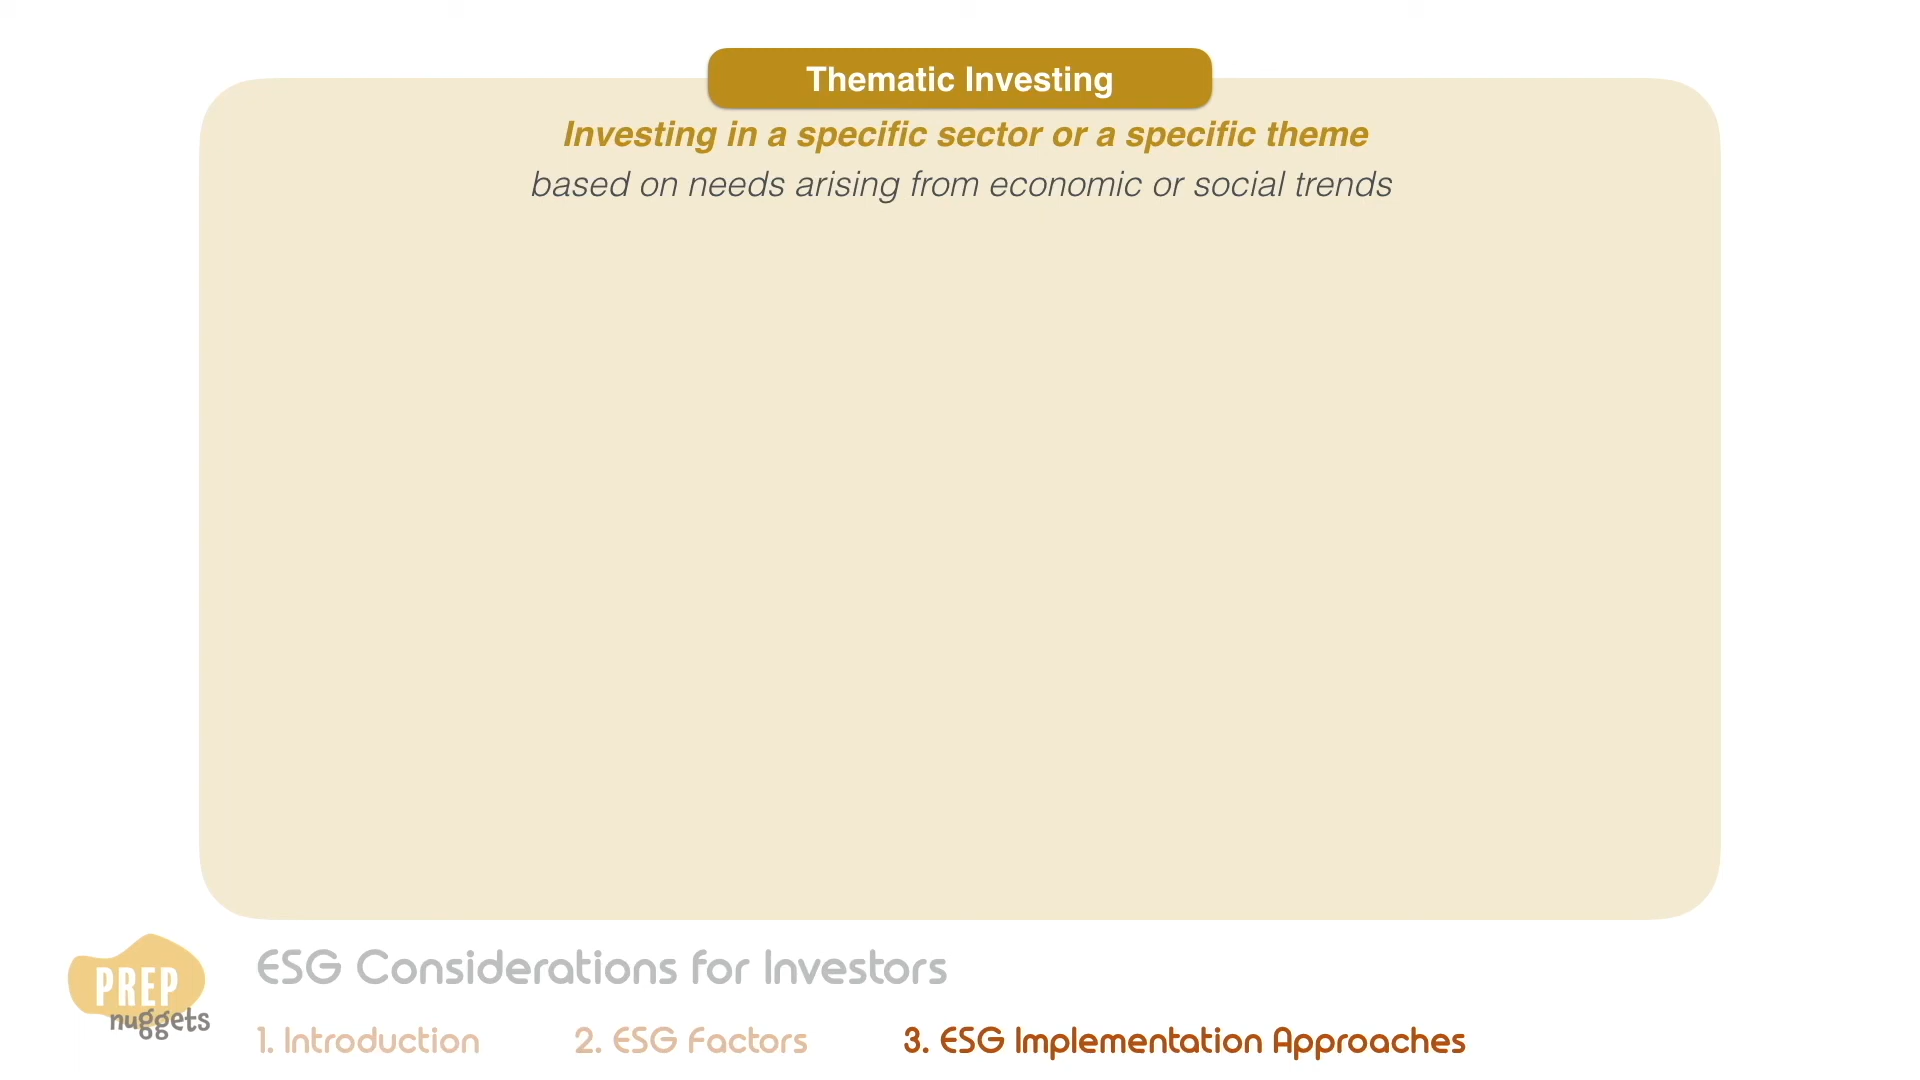 Thematic Investing
Investing in a specific sector or a specific theme
based on needs arising from economic or social trends
PREP
nuggets
ESG Considerations for Investors
1. Introduction
2. ESG Factors
3. ESG Implementation Approaches